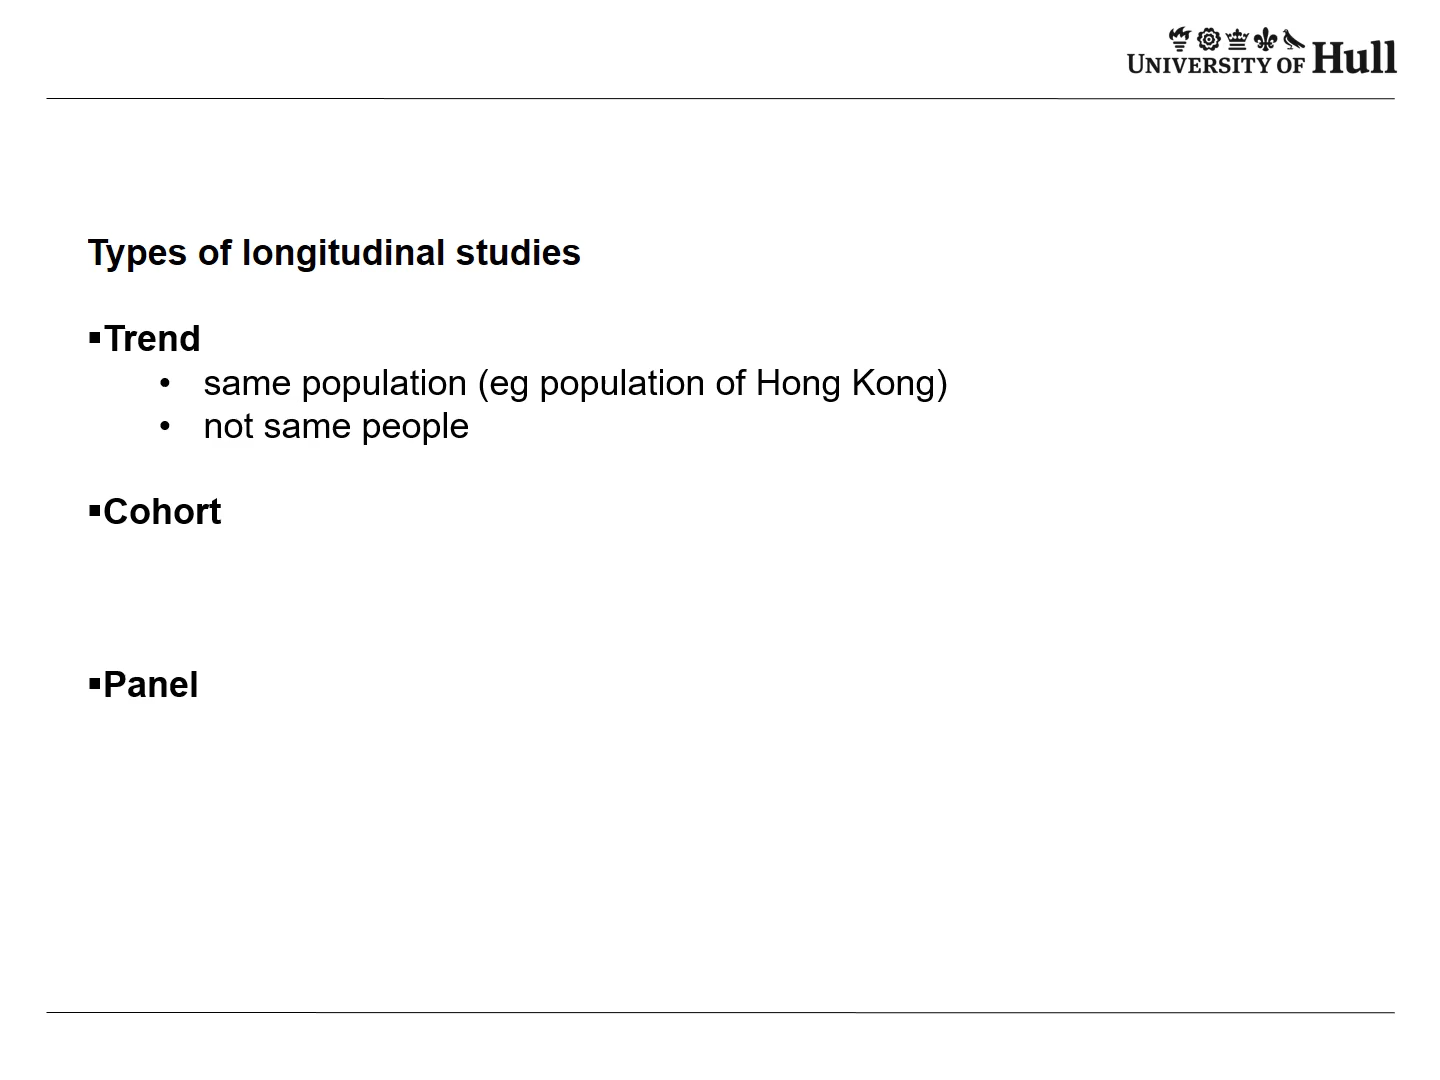 UNIVERSITY OF Hull
Types of longitudinal studies
▪Trend
• same population (eg population of Hong Kong)
• not same people
▪Cohort
▪Panel